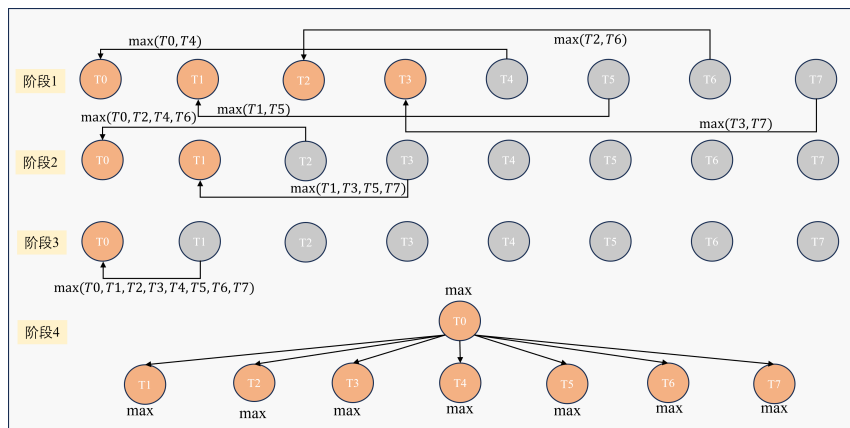 max(T0,T4)
max(T2,T6)
阶段1
T0 T1 T2 T3 T4 T5 T6 T7
max(T1,T5)
max(T3,T7)
max(T0,T2,T4,T6)
阶段2
T0 T1 T2 T3 T4 T5 T6 T7
max(T1,T3,T5,T7)
阶段3
T0 T1 T2 T3 T4 T5 T6 T7
max(T0,T1,T2,T3,T4,T5,T6,T7)
max
阶段4
T0
T1 T2 T3 T4 T5 T6 T7
max max max max max max max